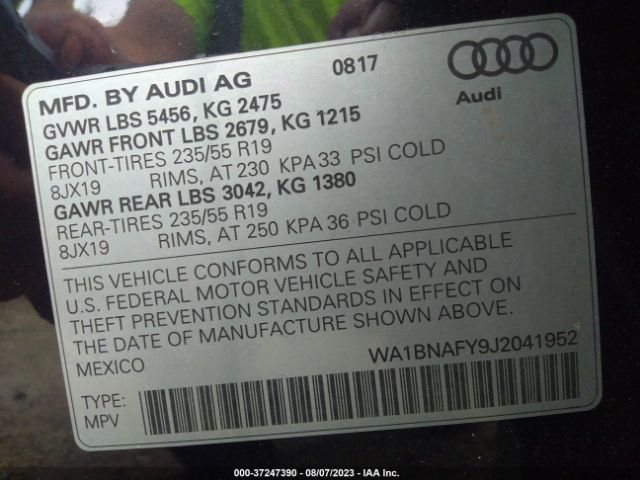 MFD. BY AUDI AG 0817
GVWR LBS 5456, KG 2475
GAWR FRONT LBS 2679, KG 1215
FRONT-TIRES 235/55 R19
8JX19 RIMS, AT 230 KPA 33 PSI COLD
GAWR REAR LBS 3042, KG 1380
REAR-TIRES 235/55 R19
8JX19 RIMS, AT 250 KPA 36 PSI COLD
Audi
THIS VEHICLE CONFORMS TO ALL APPLICABLE
U.S. FEDERAL MOTOR VEHICLE SAFETY AND
THEFT PREVENTION STANDARDS IN EFFECT ON
THE DATE OF MANUFACTURE SHOWN ABOVE.
MEXICO WA1BNAFY9J2041952
TYPE:
MPV
000-37247390 - 08/07/2023 - IAA Inc.